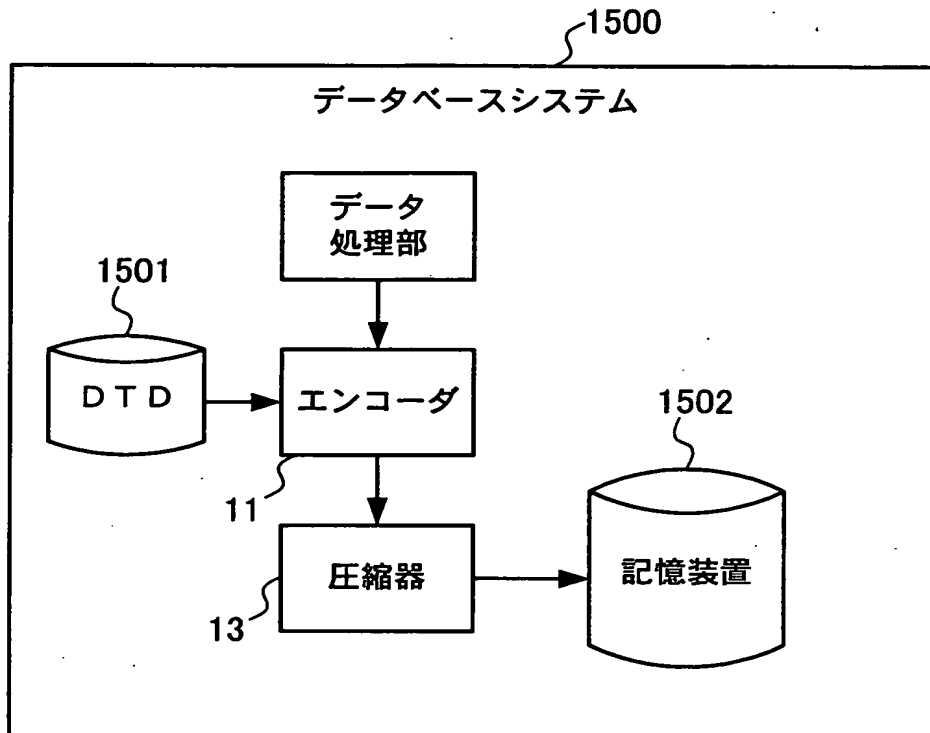 1500
データベースシステム
データ
処理部
1501
DTD
エンコーダ
1502
11
圧縮器
記憶装置
13